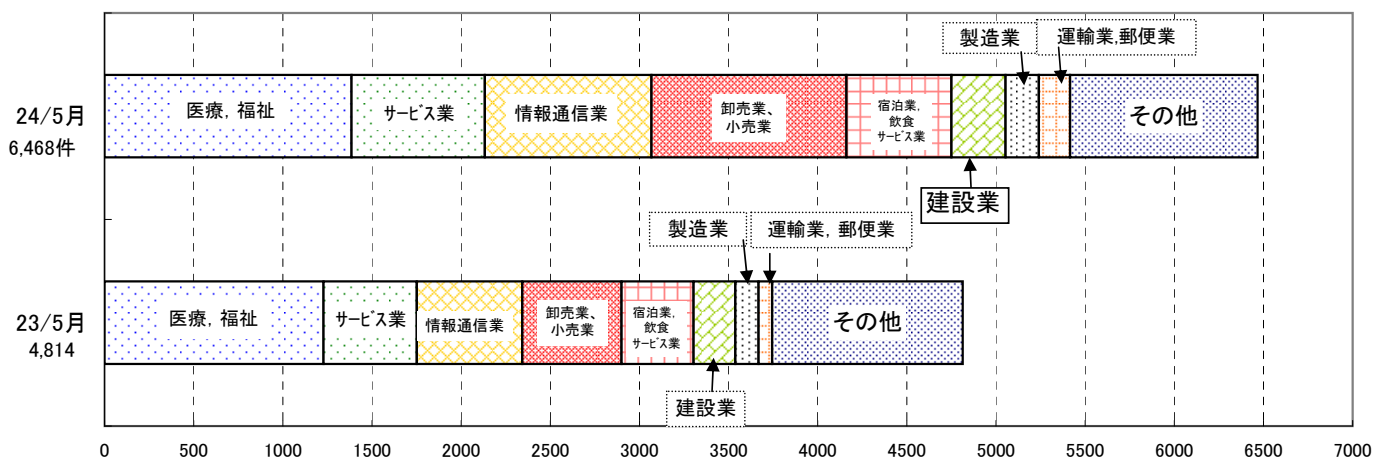 製造業
運輸業,郵便業
24/5月
6,468件
医療, 福祉
サービス業
情報通信業
卸売業、
小売業
宿泊業,
飲食
サービス業
その他
建設業
製造業
運輸業, 郵便業
23/5月
4,814
医療, 福祉
サービス業
情報通信業
卸売業、
小売業
宿泊業,
飲食
サービス業
その他
建設業
0 500 1000 1500 2000 2500 3000 3500 4000 4500 5000 5500 6000 6500 7000